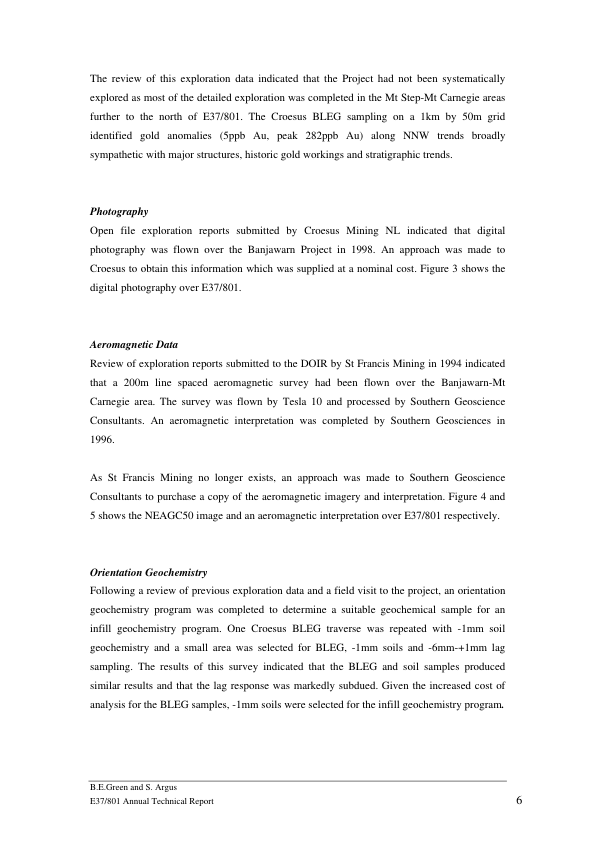 The review of this exploration data indicated that the Project had not been systematically
explored as most of the detailed exploration was completed in the Mt Step-Mt Carnegie areas
further to the north of E37/801. The Croesus BLEG sampling on a 1km by 50m grid
identified gold anomalies (5ppb Au, peak 282ppb Au) along NNW trends broadly
sympathetic with major structures, historic gold workings and stratigraphic trends.
Photography
Open file exploration reports submitted by Croesus Mining NL indicated that digital
photography was flown over the Banjawarn Project in 1998. An approach was made to
Croesus to obtain this information which was supplied at a nominal cost. Figure 3 shows the
digital photography over E37/801.
Aeromagnetic Data
Review of exploration reports submitted to the DOIR by St Francis Mining in 1994 indicated
that a 200m line spaced aeromagnetic survey had been flown over the Banjawarn-Mt
Carnegie area. The survey was flown by Tesla 10 and processed by Southern Geoscience
Consultants. An aeromagnetic interpretation was completed by Southern Geosciences in
1996.
As St Francis Mining no longer exists, an approach was made to Southern Geoscience
Consultants to purchase a copy of the aeromagnetic imagery and interpretation. Figure 4 and
5 shows the NEAGC50 image and an aeromagnetic interpretation over E37/801 respectively.
Orientation Geochemistry
Following a review of previous exploration data and a field visit to the project, an orientation
geochemistry program was completed to determine a suitable geochemical sample for an
infill geochemistry program. One Croesus BLEG traverse was repeated with -1mm soil
geochemistry and a small area was selected for BLEG, -1mm soils and -6mm-+1mm lag
sampling. The results of this survey indicated that the BLEG and soil samples produced
similar results and that the lag response was markedly subdued. Given the increased cost of
analysis for the BLEG samples, -1mm soils were selected for the infill geochemistry program.
B.E.Green and S. Argus
E37/801 Annual Technical Report 6